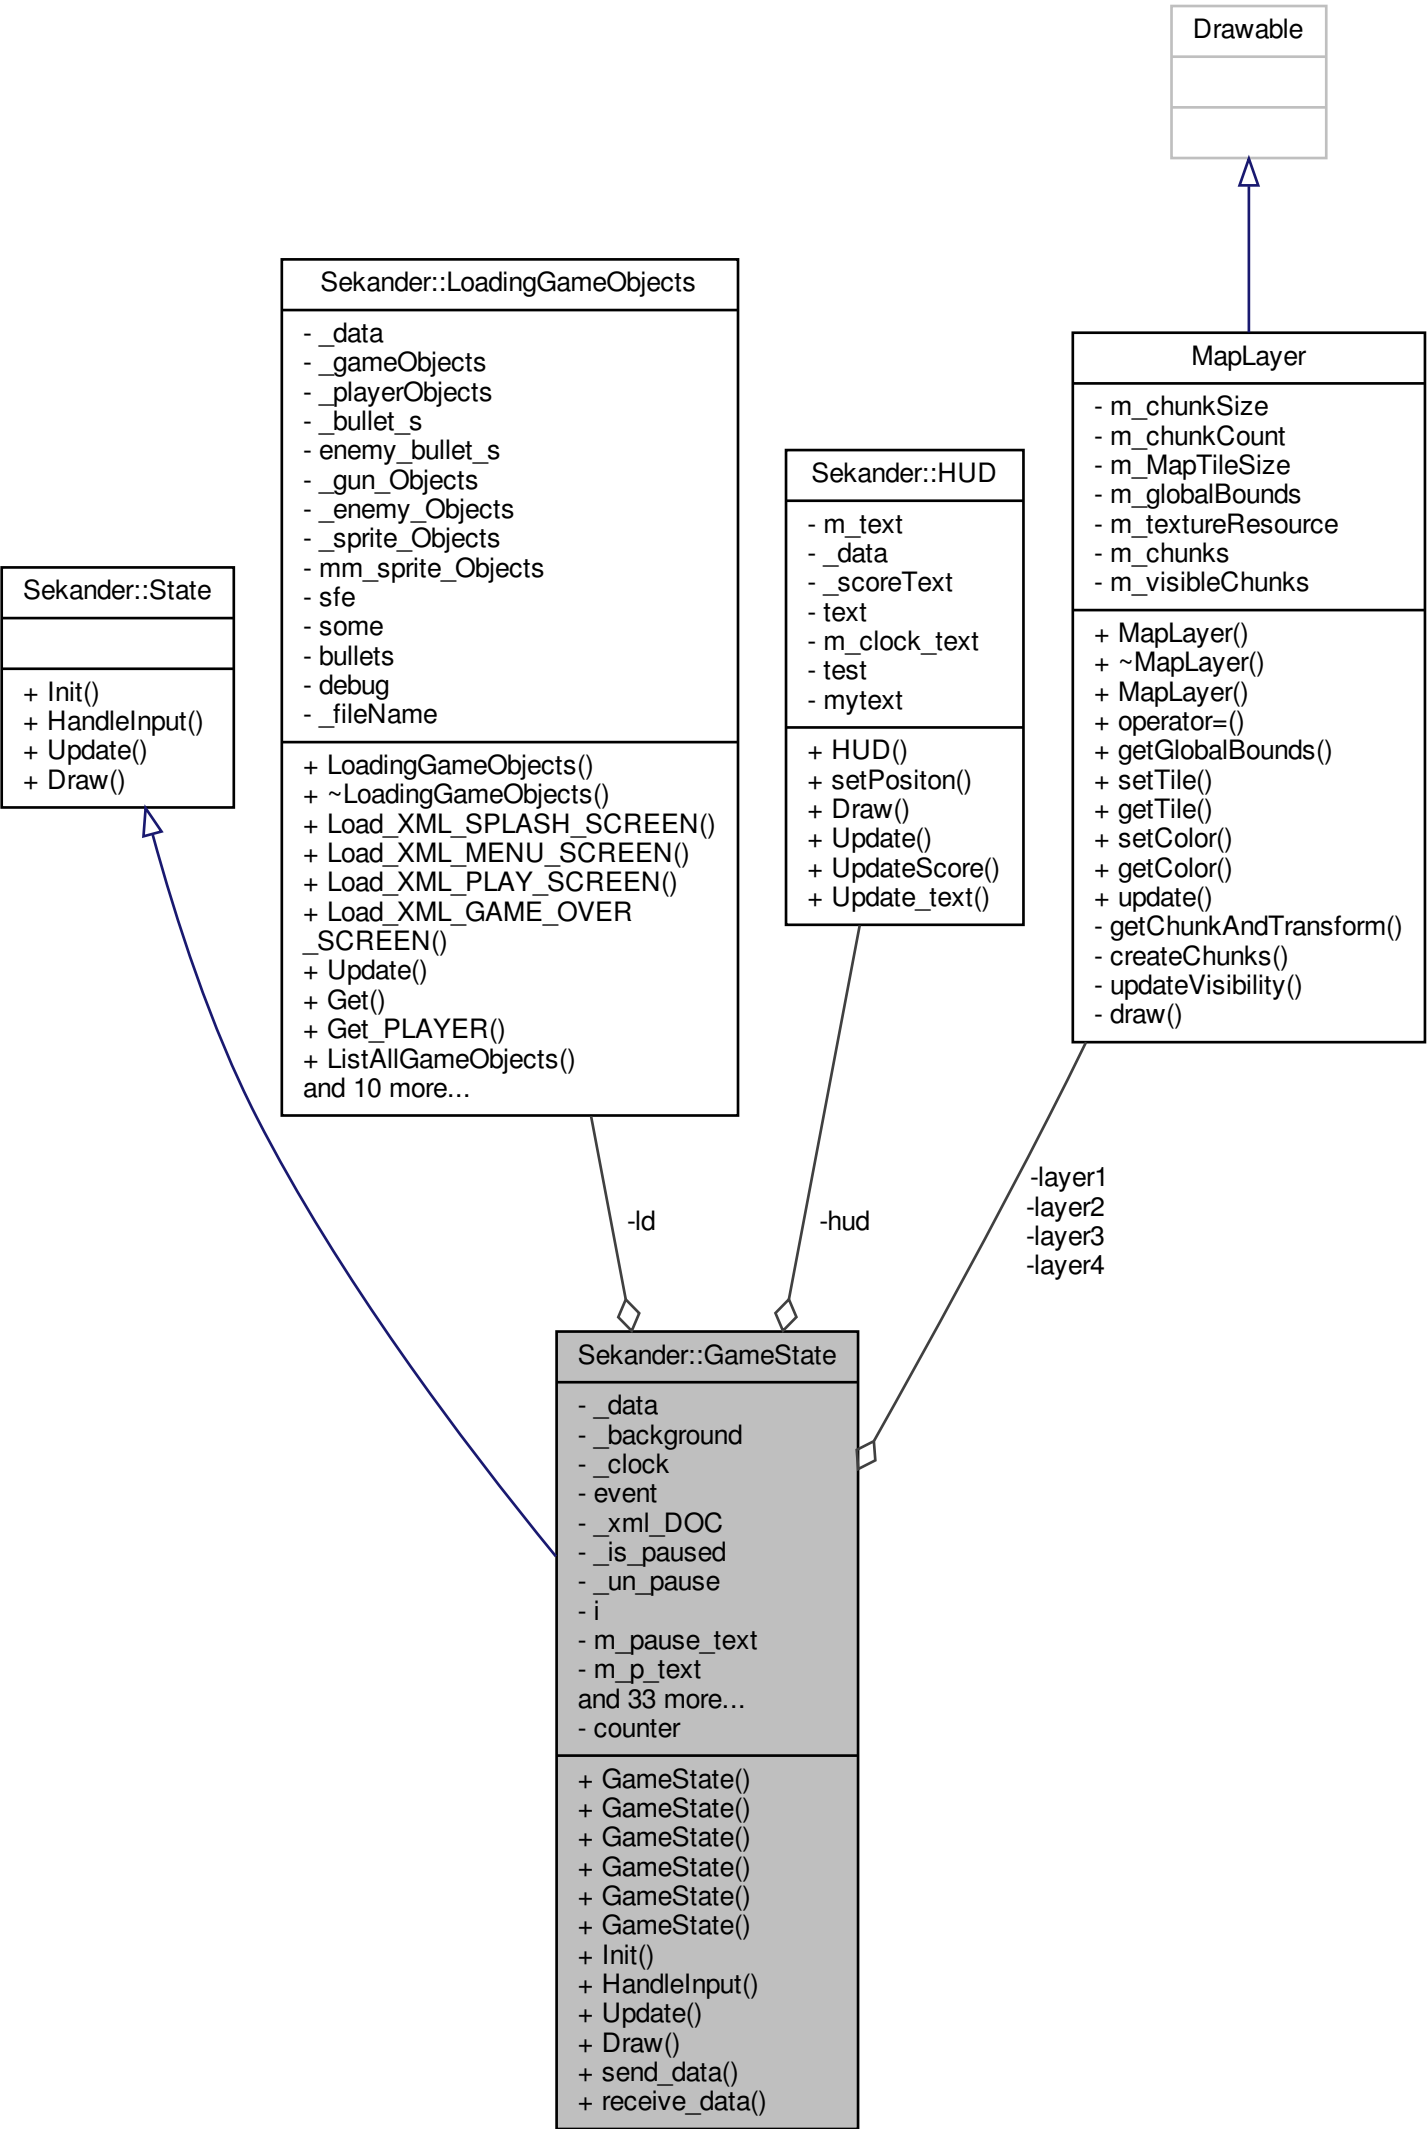 Drawable
Sekander::LoadingGameObjects
- _data
- _gameObjects
- _playerObjects
- _bullet_s
- enemy_bullet_s
- _gun_Objects
- _enemy_Objects
- _sprite_Objects
- mm_sprite_Objects
- sfe
- some
- bullets
- debug
- _fileName
+ LoadingGameObjects()
+ ~LoadingGameObjects()
+ Load_XML_SPLASH_SCREEN()
+ Load_XML_MENU_SCREEN()
+ Load_XML_PLAY_SCREEN()
+ Load_XML_GAME_OVER
_SCREEN()
+ Update()
+ Get()
+ Get_PLAYER()
+ ListAllGameObjects()
and 10 more...
MapLayer
- m_chunkSize
- m_chunkCount
- m_MapTileSize
- m_globalBounds
- m_textureResource
- m_chunks
- m_visibleChunks
+ MapLayer()
+ ~MapLayer()
+ MapLayer()
+ operator=()
+ getGlobalBounds()
+ setTile()
+ getTile()
+ setColor()
+ getColor()
+ update()
- getChunkAndTransform()
- createChunks()
- updateVisibility()
- draw()
Sekander::HUD
- m_text
- _data
- _scoreText
- text
- m_clock_text
- test
- mytext
+ HUD()
+ setPositon()
+ Draw()
+ Update()
+ UpdateScore()
+ Update_text()
Sekander::State
+ Init()
+ HandleInput()
+ Update()
+ Draw()
-ld
-hud
-layer1
-layer2
-layer3
-layer4
Sekander::GameState
- _data
- _background
- _clock
- event
- _xml_DOC
- _is_paused
- _un_pause
- i
- m_pause_text
- m_p_text
and 33 more...
- counter
+ GameState()
+ GameState()
+ GameState()
+ GameState()
+ GameState()
+ GameState()
+ Init()
+ HandleInput()
+ Update()
+ Draw()
+ send_data()
+ receive_data()